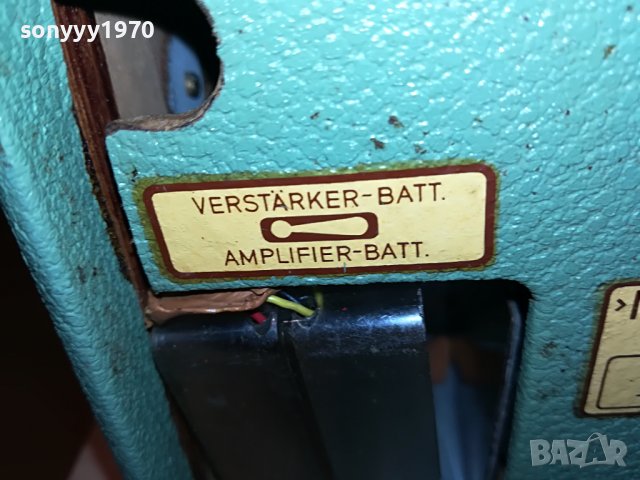 sonyyy1970
VERSTÄRKER-BATT.
AMPLIFIER-BATT.
BAZAR